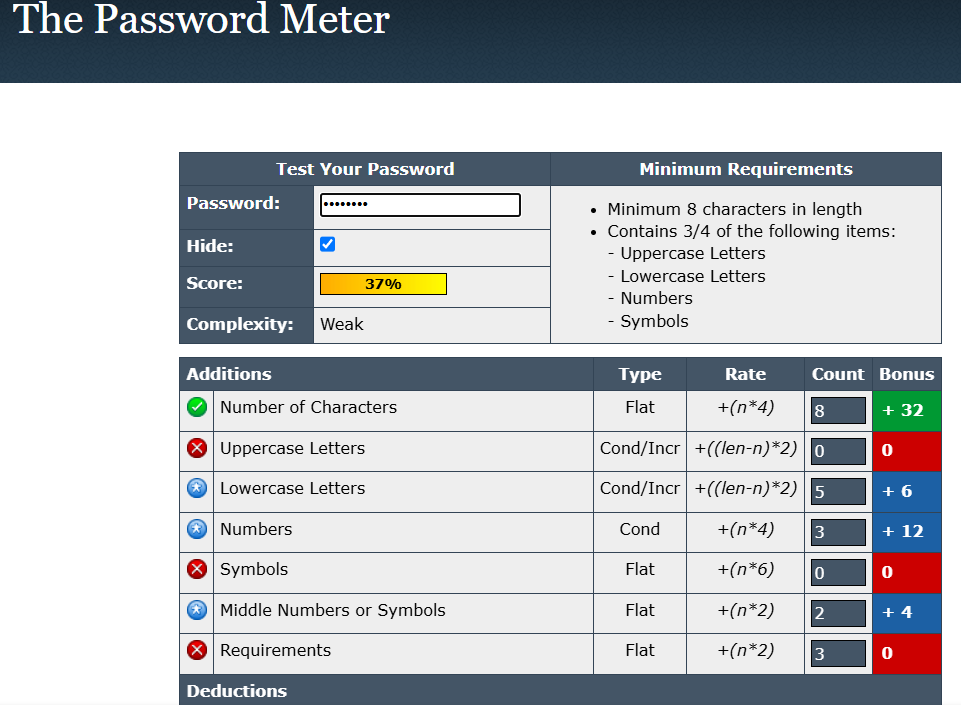 The Password Meter
Test Your Password Minimum Requirements
Password: ••••••••
Hide:
Score: 37%
Complexity: Weak
• Minimum 8 characters in length
• Contains 3/4 of the following items:
- Uppercase Letters
- Lowercase Letters
- Numbers
- Symbols
Additions Type Rate Count Bonus
Number of Characters Flat +(n*4) 8 + 32
Uppercase Letters Cond/Incr +((len-n)*2) 0 0
Lowercase Letters Cond/Incr +((len-n)*2) 5 + 6
Numbers Cond +(n*4) 3 + 12
Symbols Flat +(n*6) 0 0
Middle Numbers or Symbols Flat +(n*2) 2 + 4
Requirements Flat +(n*2) 3 0
Deductions